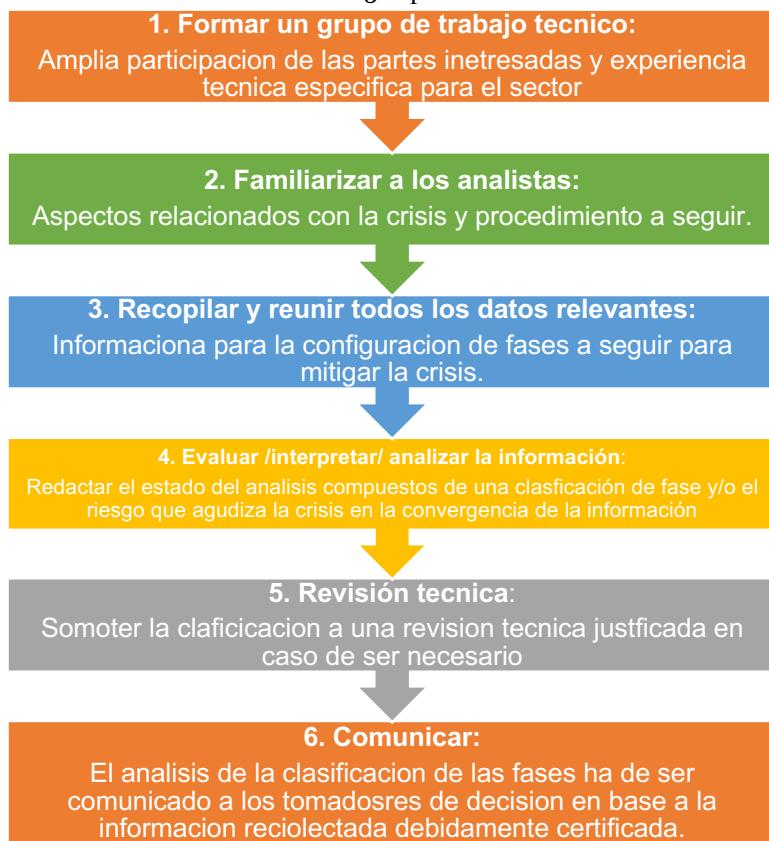 1. Formar un grupo de trabajo tecnico:
Amplia participacion de las partes inetresadas y experiencia
tecnica especifica para el sector
2. Familiarizar a los analistas:
Aspectos relacionados con la crisis y procedimiento a seguir.
3. Recopilar y reunir todos los datos relevantes:
Informaciona para la configuracion de fases a seguir para
mitigar la crisis.
4. Evaluar /interpretar/ analizar la información:
Redactar el estado del analisis compuestos de una clasficación de fase y/o el
riesgo que agudiza la crisis en la convergencia de la información
5. Revisión tecnica:
Somoter la claficicacion a una revision tecnica justficada en
caso de ser necesario
6. Comunicar:
El analisis de la clasificacion de las fases ha de ser
comunicado a los tomadosres de decision en base a la
informacion reciolectada debidamente certificada.